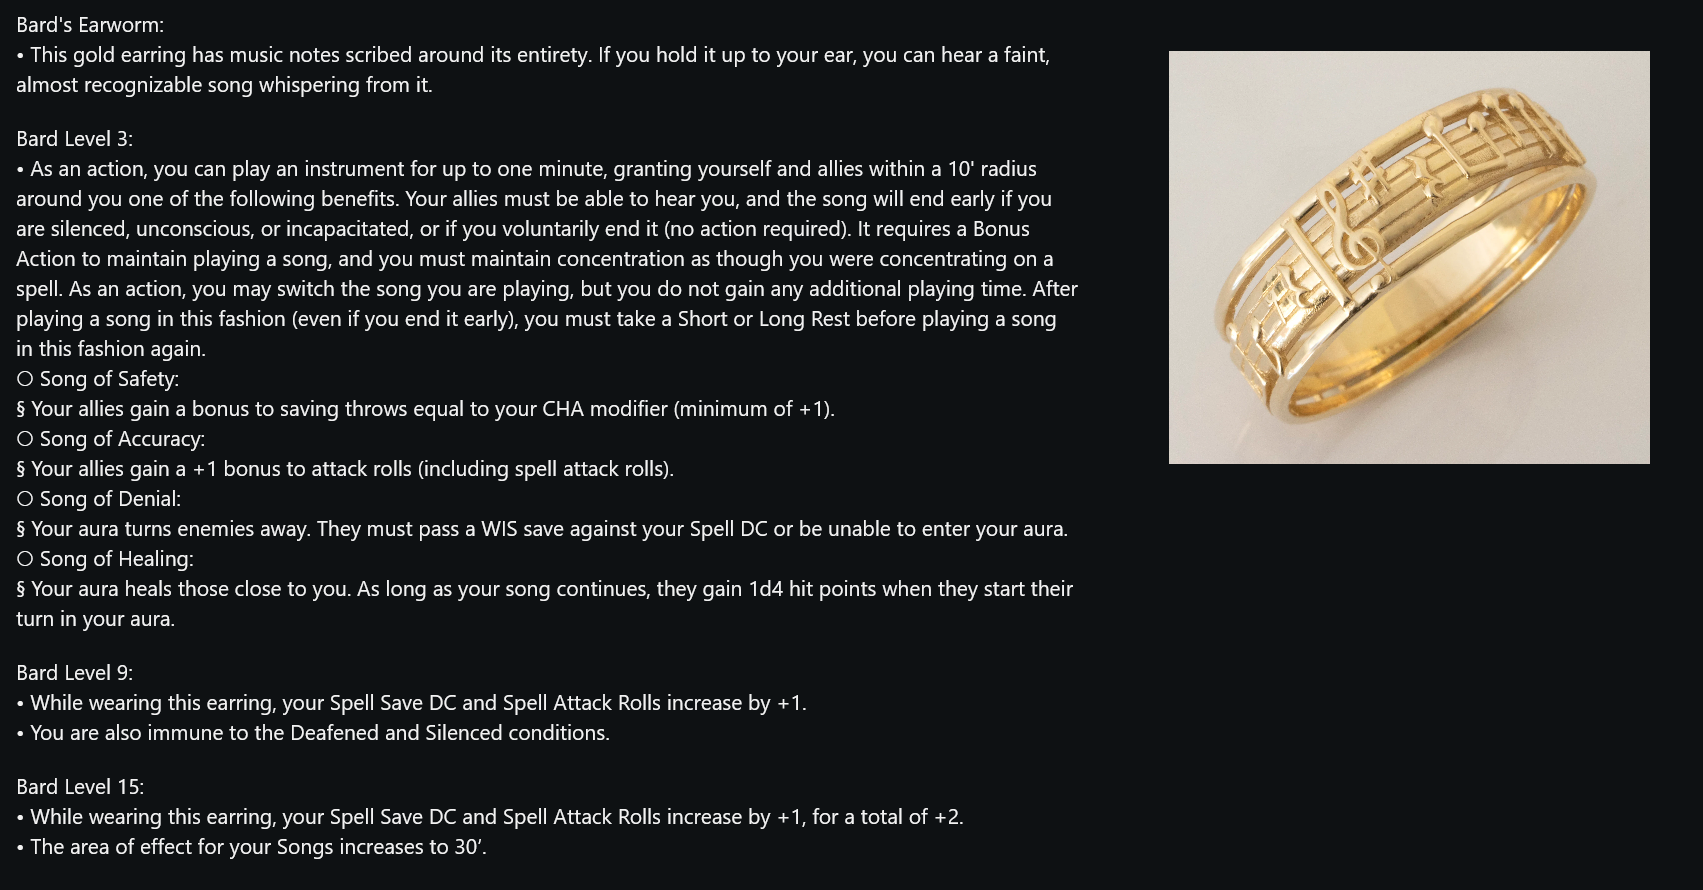 Bard's Earworm:
• This gold earring has music notes scribed around its entirety. If you hold it up to your ear, you can hear a faint,
almost recognizable song whispering from it.
Bard Level 3:
• As an action, you can play an instrument for up to one minute, granting yourself and allies within a 10' radius
around you one of the following benefits. Your allies must be able to hear you, and the song will end early if you
are silenced, unconscious, or incapacitated, or if you voluntarily end it (no action required). It requires a Bonus
Action to maintain playing a song, and you must maintain concentration as though you were concentrating on a
spell. As an action, you may switch the song you are playing, but you do not gain any additional playing time. After
playing a song in this fashion (even if you end it early), you must take a Short or Long Rest before playing a song
in this fashion again.
○ Song of Safety:
§ Your allies gain a bonus to saving throws equal to your CHA modifier (minimum of +1).
○ Song of Accuracy:
§ Your allies gain a +1 bonus to attack rolls (including spell attack rolls).
○ Song of Denial:
§ Your aura turns enemies away. They must pass a WIS save against your Spell DC or be unable to enter your aura.
○ Song of Healing:
§ Your aura heals those close to you. As long as your song continues, they gain 1d4 hit points when they start their
turn in your aura.
Bard Level 9:
• While wearing this earring, your Spell Save DC and Spell Attack Rolls increase by +1.
• You are also immune to the Deafened and Silenced conditions.
Bard Level 15:
• While wearing this earring, your Spell Save DC and Spell Attack Rolls increase by +1, for a total of +2.
• The area of effect for your Songs increases to 30’.